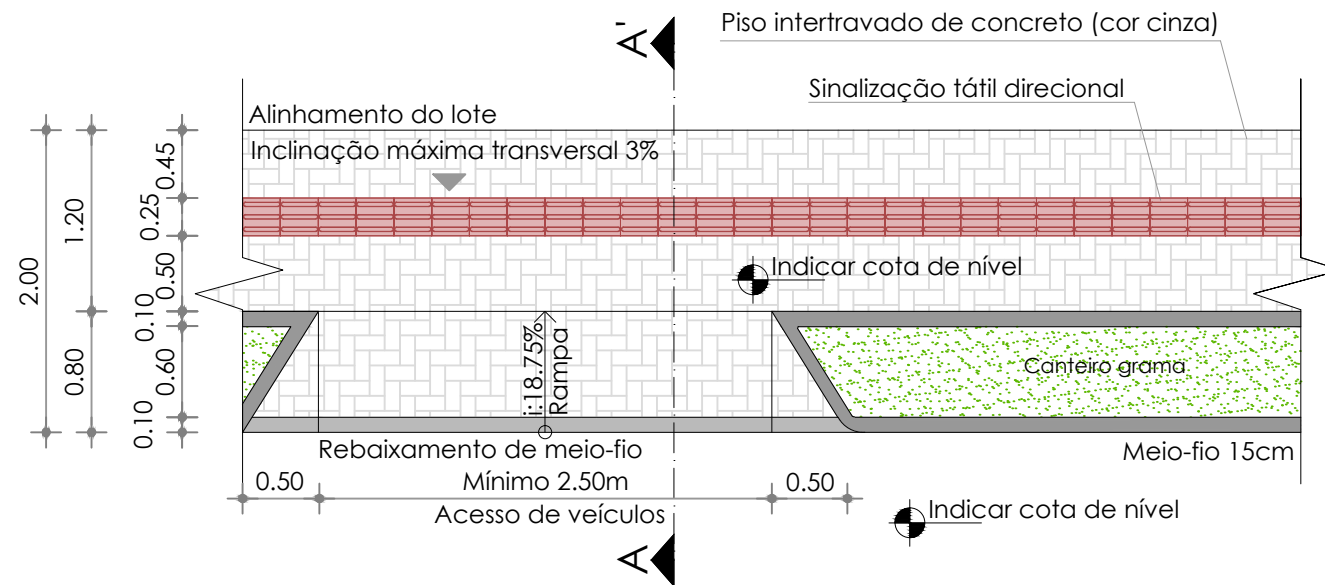 A'
Piso intertravado de concreto (cor cinza)
Sinalização tátil direcional
Alinhamento do lote
Inclinação máxima transversal 3%
2.00
1.20
0.80
0.45
0.25
0.50
0.10
0.60
0.10
Indicar cota de nível
i:18.75%
Rampa
Canteiro grama
Rebaixamento de meio-fio
Meio-fio 15cm
0.50
Mínimo 2.50m
0.50
Acesso de veículos
Indicar cota de nível
A